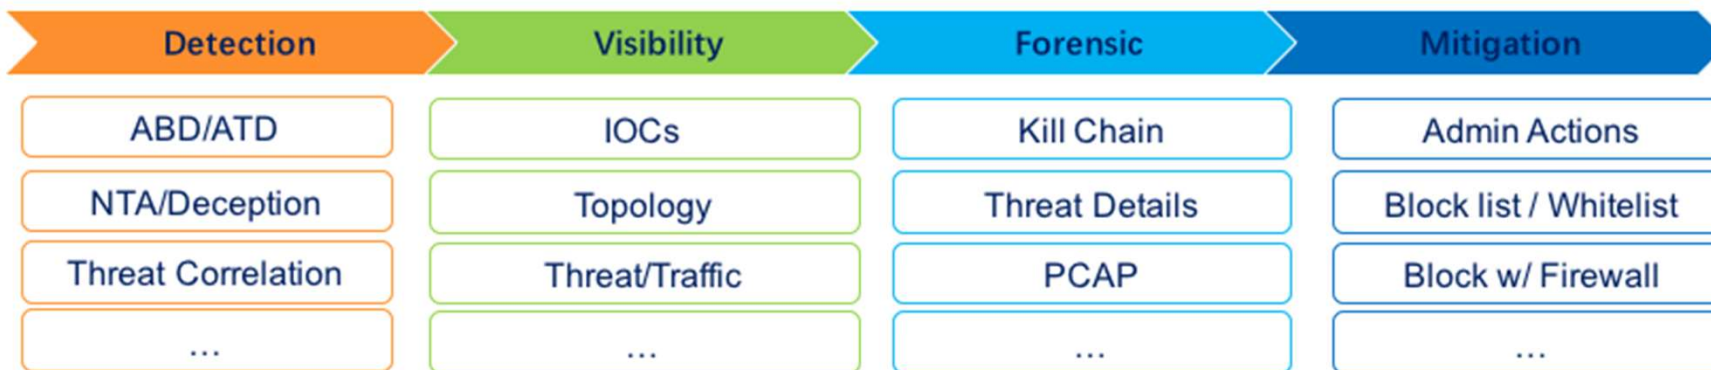 Detection
Visibility
Forensic
Mitigation
ABD/ATD
IOCs
Kill Chain
Admin Actions
NTA/Deception
Topology
Threat Details
Block list / Whitelist
Threat Correlation
Threat/Traffic
PCAP
Block w/ Firewall
...
...
...
...